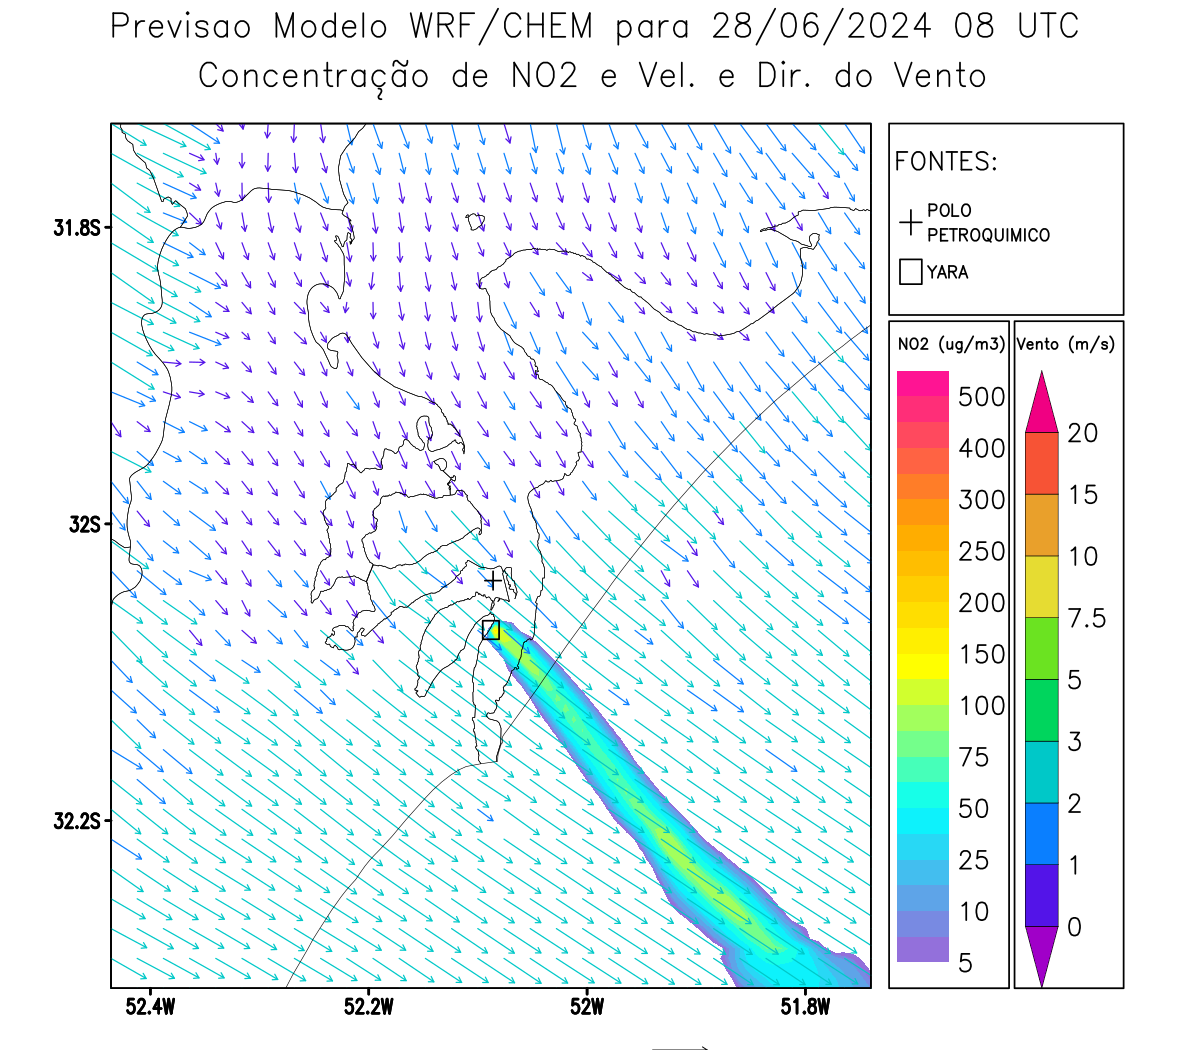 Previsao Modelo WRF/CHEM para 28/06/2024 08 UTC
Concentração de NO2 e Vel. e Dir. do Vento
FONTES:
POLO
PETROQUIMICO
YARA
NO2 (ug/m3)
500
400
300
250
200
150
100
75
50
25
10
5
Vento (m/s)
20
15
10
7.5
5
3
2
1
0
31.8S
32S
32.2S
52.4W
52.2W
52W
51.8W